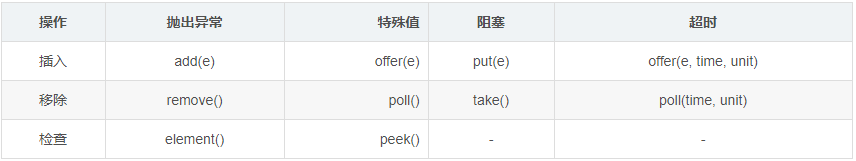 操作 抛出异常 特殊值 阻塞 超时
插入 add(e) offer(e) put(e) offer(e, time, unit)
移除 remove() poll() take() poll(time, unit)
检查 element() peek() - -